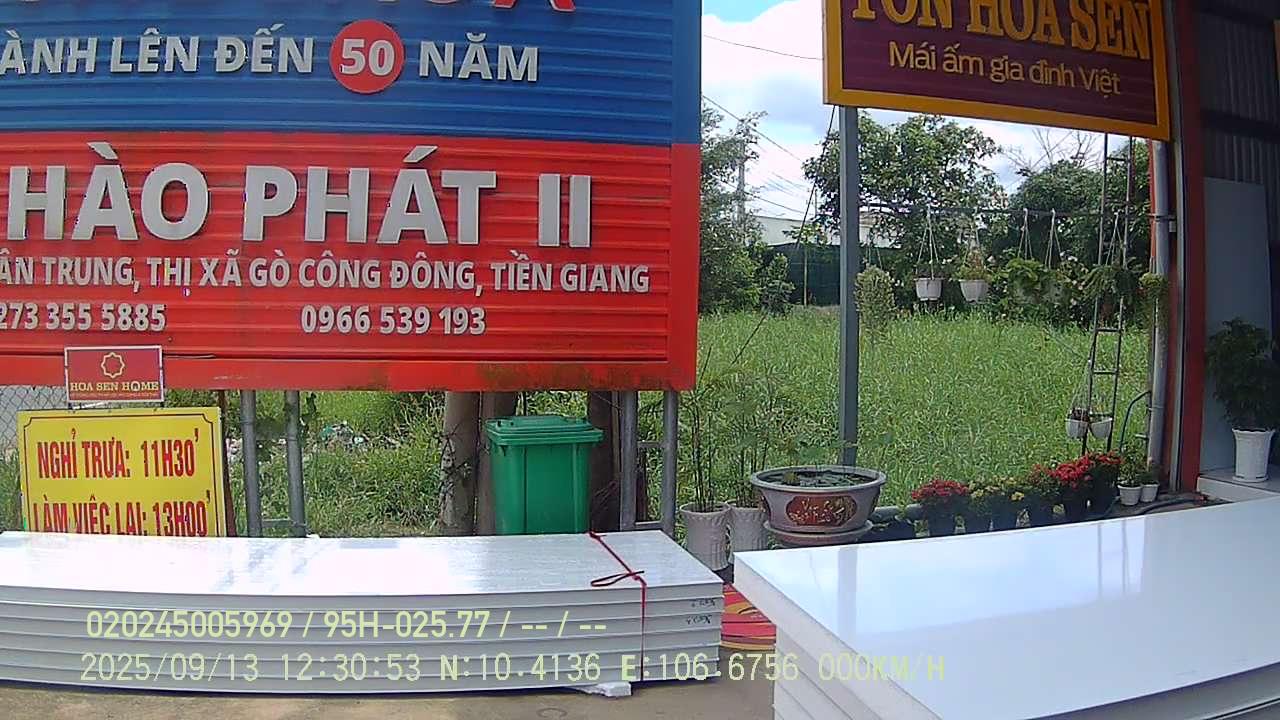 ÀNH LÊN ĐẾN 50 NĂM
HÀO PHÁT II
ÂN TRUNG, THỊ XÃ GÒ CÔNG ĐÔNG, TIỀN GIANG
273 355 5885 0966 539 193
TÔN HOA SEN
Mái ấm gia đình Việt
HOA SEN HOME
NGHỈ TRƯA: 11H30'
LÀM VIỆC LẠI: 13H00'
020245005969 / 95H-025.77 / -- / --
2025/09/13 12:30:53 N:10.4136 E:106.6756 000KM/H